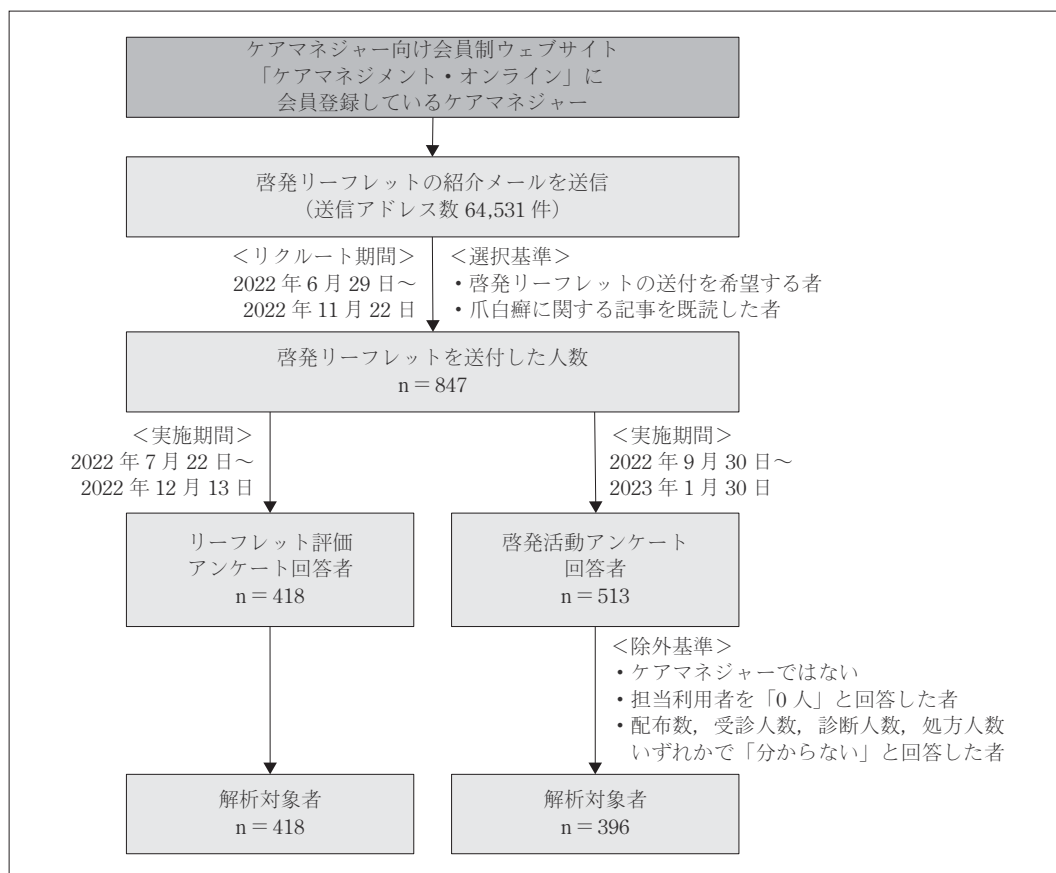 ケアマネジャー向け会員制ウェブサイト
「ケアマネジメント・オンライン」に
会員登録しているケアマネジャー
啓発リーフレットの紹介メールを送信
（送信アドレス数 64,531 件）
＜リクルート期間＞
2022 年 6 月 29 日～
2022 年 11 月 22 日
＜選択基準＞
・啓発リーフレットの送付を希望する者
・爪白癬に関する記事を既読した者
啓発リーフレットを送付した人数
n＝847
＜実施期間＞
2022 年 7 月 22 日～
2022 年 12 月 13 日
＜実施期間＞
2022 年 9 月 30 日～
2023 年 1 月 30 日
リーフレット評価
アンケート回答者
n＝418
啓発活動アンケート
回答者
n＝513
＜除外基準＞
・ケアマネジャーではない
・担当利用者を「0 人」と回答した者
・配布数，受診人数，診断人数，処方人数
いずれかで「分からない」と回答した者
解析対象者
n＝418
解析対象者
n＝396